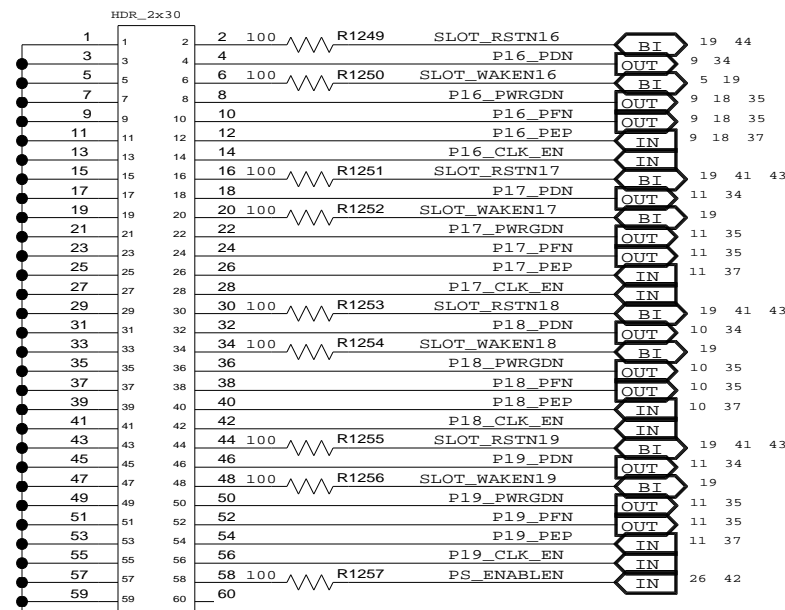 HDR_2x30
1 1 2 2 100 R1249 SLOT_RSTN16 BI 19 44
3 3 4 4 P16_PDN OUT 9 34
5 5 6 6 100 R1250 SLOT_WAKEN16 BI 5 19
7 7 8 8 P16_PWRGDN OUT 9 18 35
9 9 10 10 P16_PFN OUT 9 18 35
11 11 12 12 P16_PEP IN 9 18 37
13 13 14 14 P16_CLK_EN IN
15 15 16 16 100 R1251 SLOT_RSTN17 BI 19 41 43
17 17 18 18 P17_PDN OUT 11 34
19 19 20 20 100 R1252 SLOT_WAKEN17 BI 19
21 21 22 22 P17_PWRGDN OUT 11 35
23 23 24 24 P17_PFN OUT 11 35
25 25 26 26 P17_PEP IN 11 37
27 27 28 28 P17_CLK_EN IN
29 29 30 30 100 R1253 SLOT_RSTN18 BI 19 41 43
31 31 32 32 P18_PDN OUT 10 34
33 33 34 34 100 R1254 SLOT_WAKEN18 BI 19
35 35 36 36 P18_PWRGDN OUT 10 35
37 37 38 38 P18_PFN OUT 10 35
39 39 40 40 P18_PEP IN 10 37
41 41 42 42 P18_CLK_EN IN
43 43 44 44 100 R1255 SLOT_RSTN19 BI 19 41 43
45 45 46 46 P19_PDN OUT 11 34
47 47 48 48 100 R1256 SLOT_WAKEN19 BI 19
49 49 50 50 P19_PWRGDN OUT 11 35
51 51 52 52 P19_PFN OUT 11 35
53 53 54 54 P19_PEP IN 11 37
55 55 56 56 P19_CLK_EN IN
57 57 58 58 100 R1257 PS_ENABLEN IN 26 42
59 59 60 60